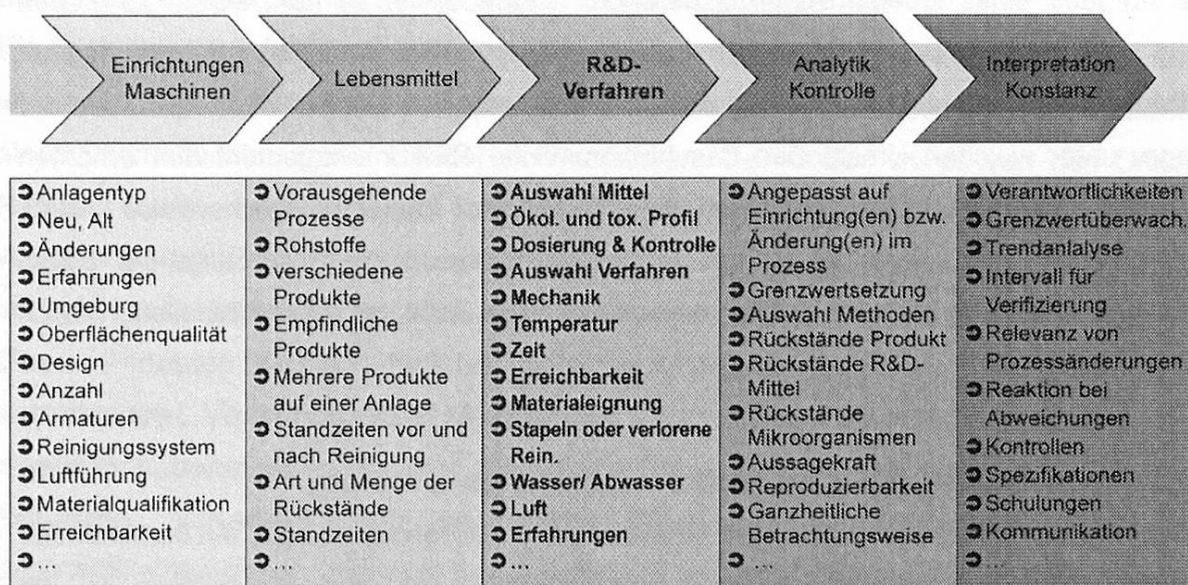 Einrichtungen
Maschinen
Lebensmittel
R&D-
Verfahren
Analytik
Kontrolle
Interpretation
Konstanz
➲Anlagentyp
➲Neu, Alt
➲Änderungen
➲Erfahrungen
➲Umgeburg
➲Oberflächenqualität
➲Design
➲Anzahl
➲Armaturen
➲Reinigungssystem
➲Luftführung
➲Materialqualifikation
➲Erreichbarkeit
➲...
➲Vorausgehende
Prozesse
➲Rohstoffe
➲verschiedene
Produkte
➲Empfindliche
Produkte
➲Mehrere Produkte
auf einer Anlage
➲Standzeiten vor und
nach Reinigung
➲Art und Menge der
Rückstände
➲Standzeiten
➲...
➲Auswahl Mittel
➲Ökol. und tox. Profil
➲Dosierung & Kontrolle
➲Auswahl Verfahren
➲Mechanik
➲Temperatur
➲Zeit
➲Erreichbarkeit
➲Materialeignung
➲Stapeln oder verlorene
Rein.
➲Wasser/ Abwasser
➲Luft
➲Erfahrungen
➲...
➲Angepasst auf
Einrichtung(en) bzw.
Änderung(en) im
Prozess
➲Grenzwertsetzung
➲Auswahl Methoden
➲Rückstände Produkt
➲Rückstände R&D-
Mittel
➲Rückstände
Mikroorganismen
➲Aussagekraft
➲Reproduzierbarkeit
➲Ganzheitliche
Betrachtungsweise
➲ ...
➲Verantwortlichkeiten
➲Grenzwertüberwach.
➲Trendanlalyse
➲Intervall für
Verifizierung
➲Relevanz von
Prozessänderungen
➲Reaktion bei
Abweichungen
➲Kontrollen
➲Spezifikationen
➲Schulungen
➲Kommunikation
➲...